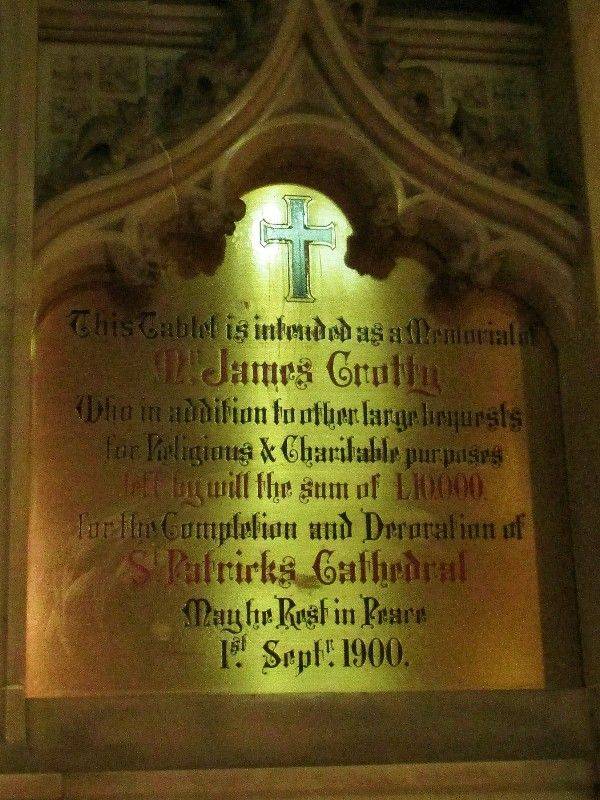 This Tablet is intended as a Memorial of
Mr James Crotty
Who in addition to other large bequests
for Religious & Charitable purposes
left by will the sum of L10,000.
for the Completion and Decoration of
St Patricks Cathedral
May he Rest in Peace
1st. Septr. 1900.